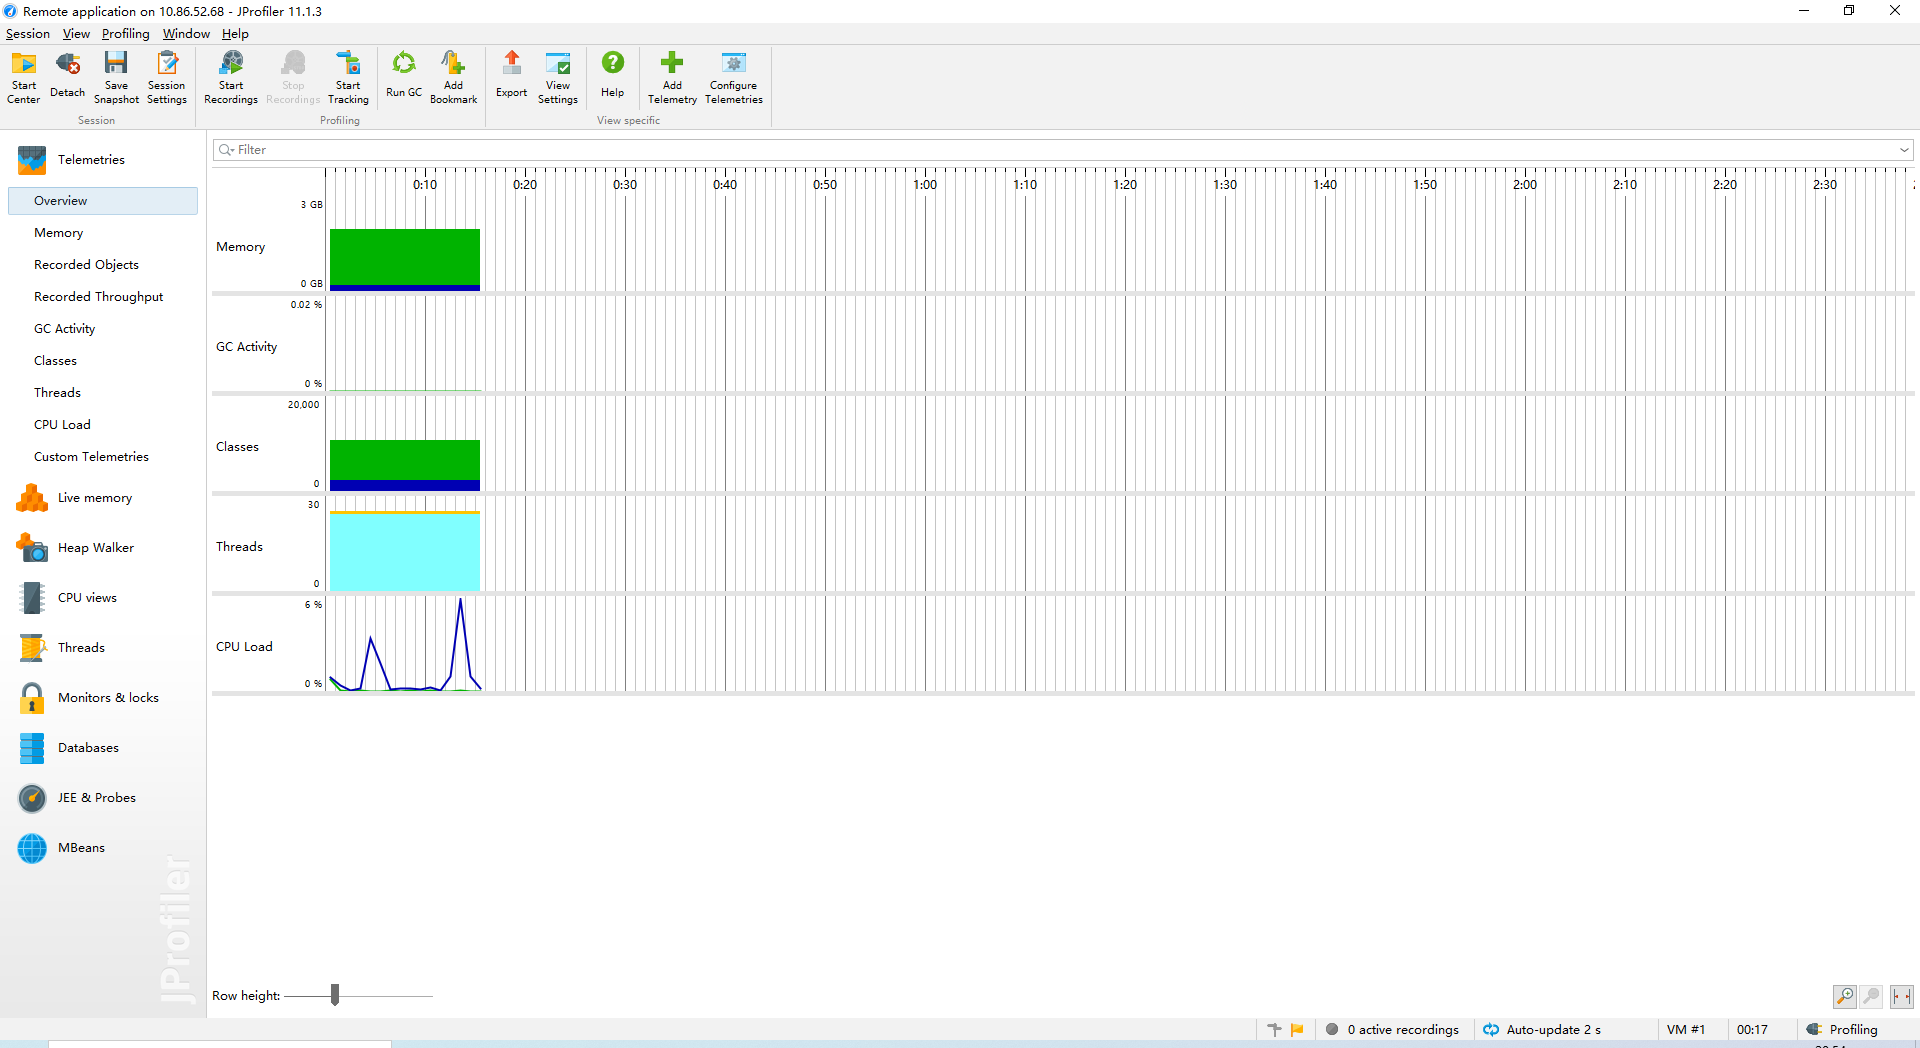 Remote application on 10.86.52.68 - JProfiler 11.1.3
Session View Profiling Window Help
Start Center
Detach
Save Snapshot
Session Settings
Start Recordings
Stop Recordings
Start Tracking
Run GC
Add Bookmark
Export
View Settings
Help
Add Telemetry
Configure Telemetries
Session
Profiling
View specific
Telemetries
Overview
Memory
Recorded Objects
Recorded Throughput
GC Activity
Classes
Threads
CPU Load
Custom Telemetries
Live memory
Heap Walker
CPU views
Threads
Monitors & locks
Databases
JEE & Probes
MBeans
JProfiler
Filter
0:10 0:20 0:30 0:40 0:50 1:00 1:10 1:20 1:30 1:40 1:50 2:00 2:10 2:20 2:30
3 GB
Memory
0 GB
0.02 %
GC Activity
0 %
20,000
Classes
0
30
Threads
0
6 %
CPU Load
0 %
Row height:
0 active recordings
Auto-update 2 s
VM #1
00:17
Profiling